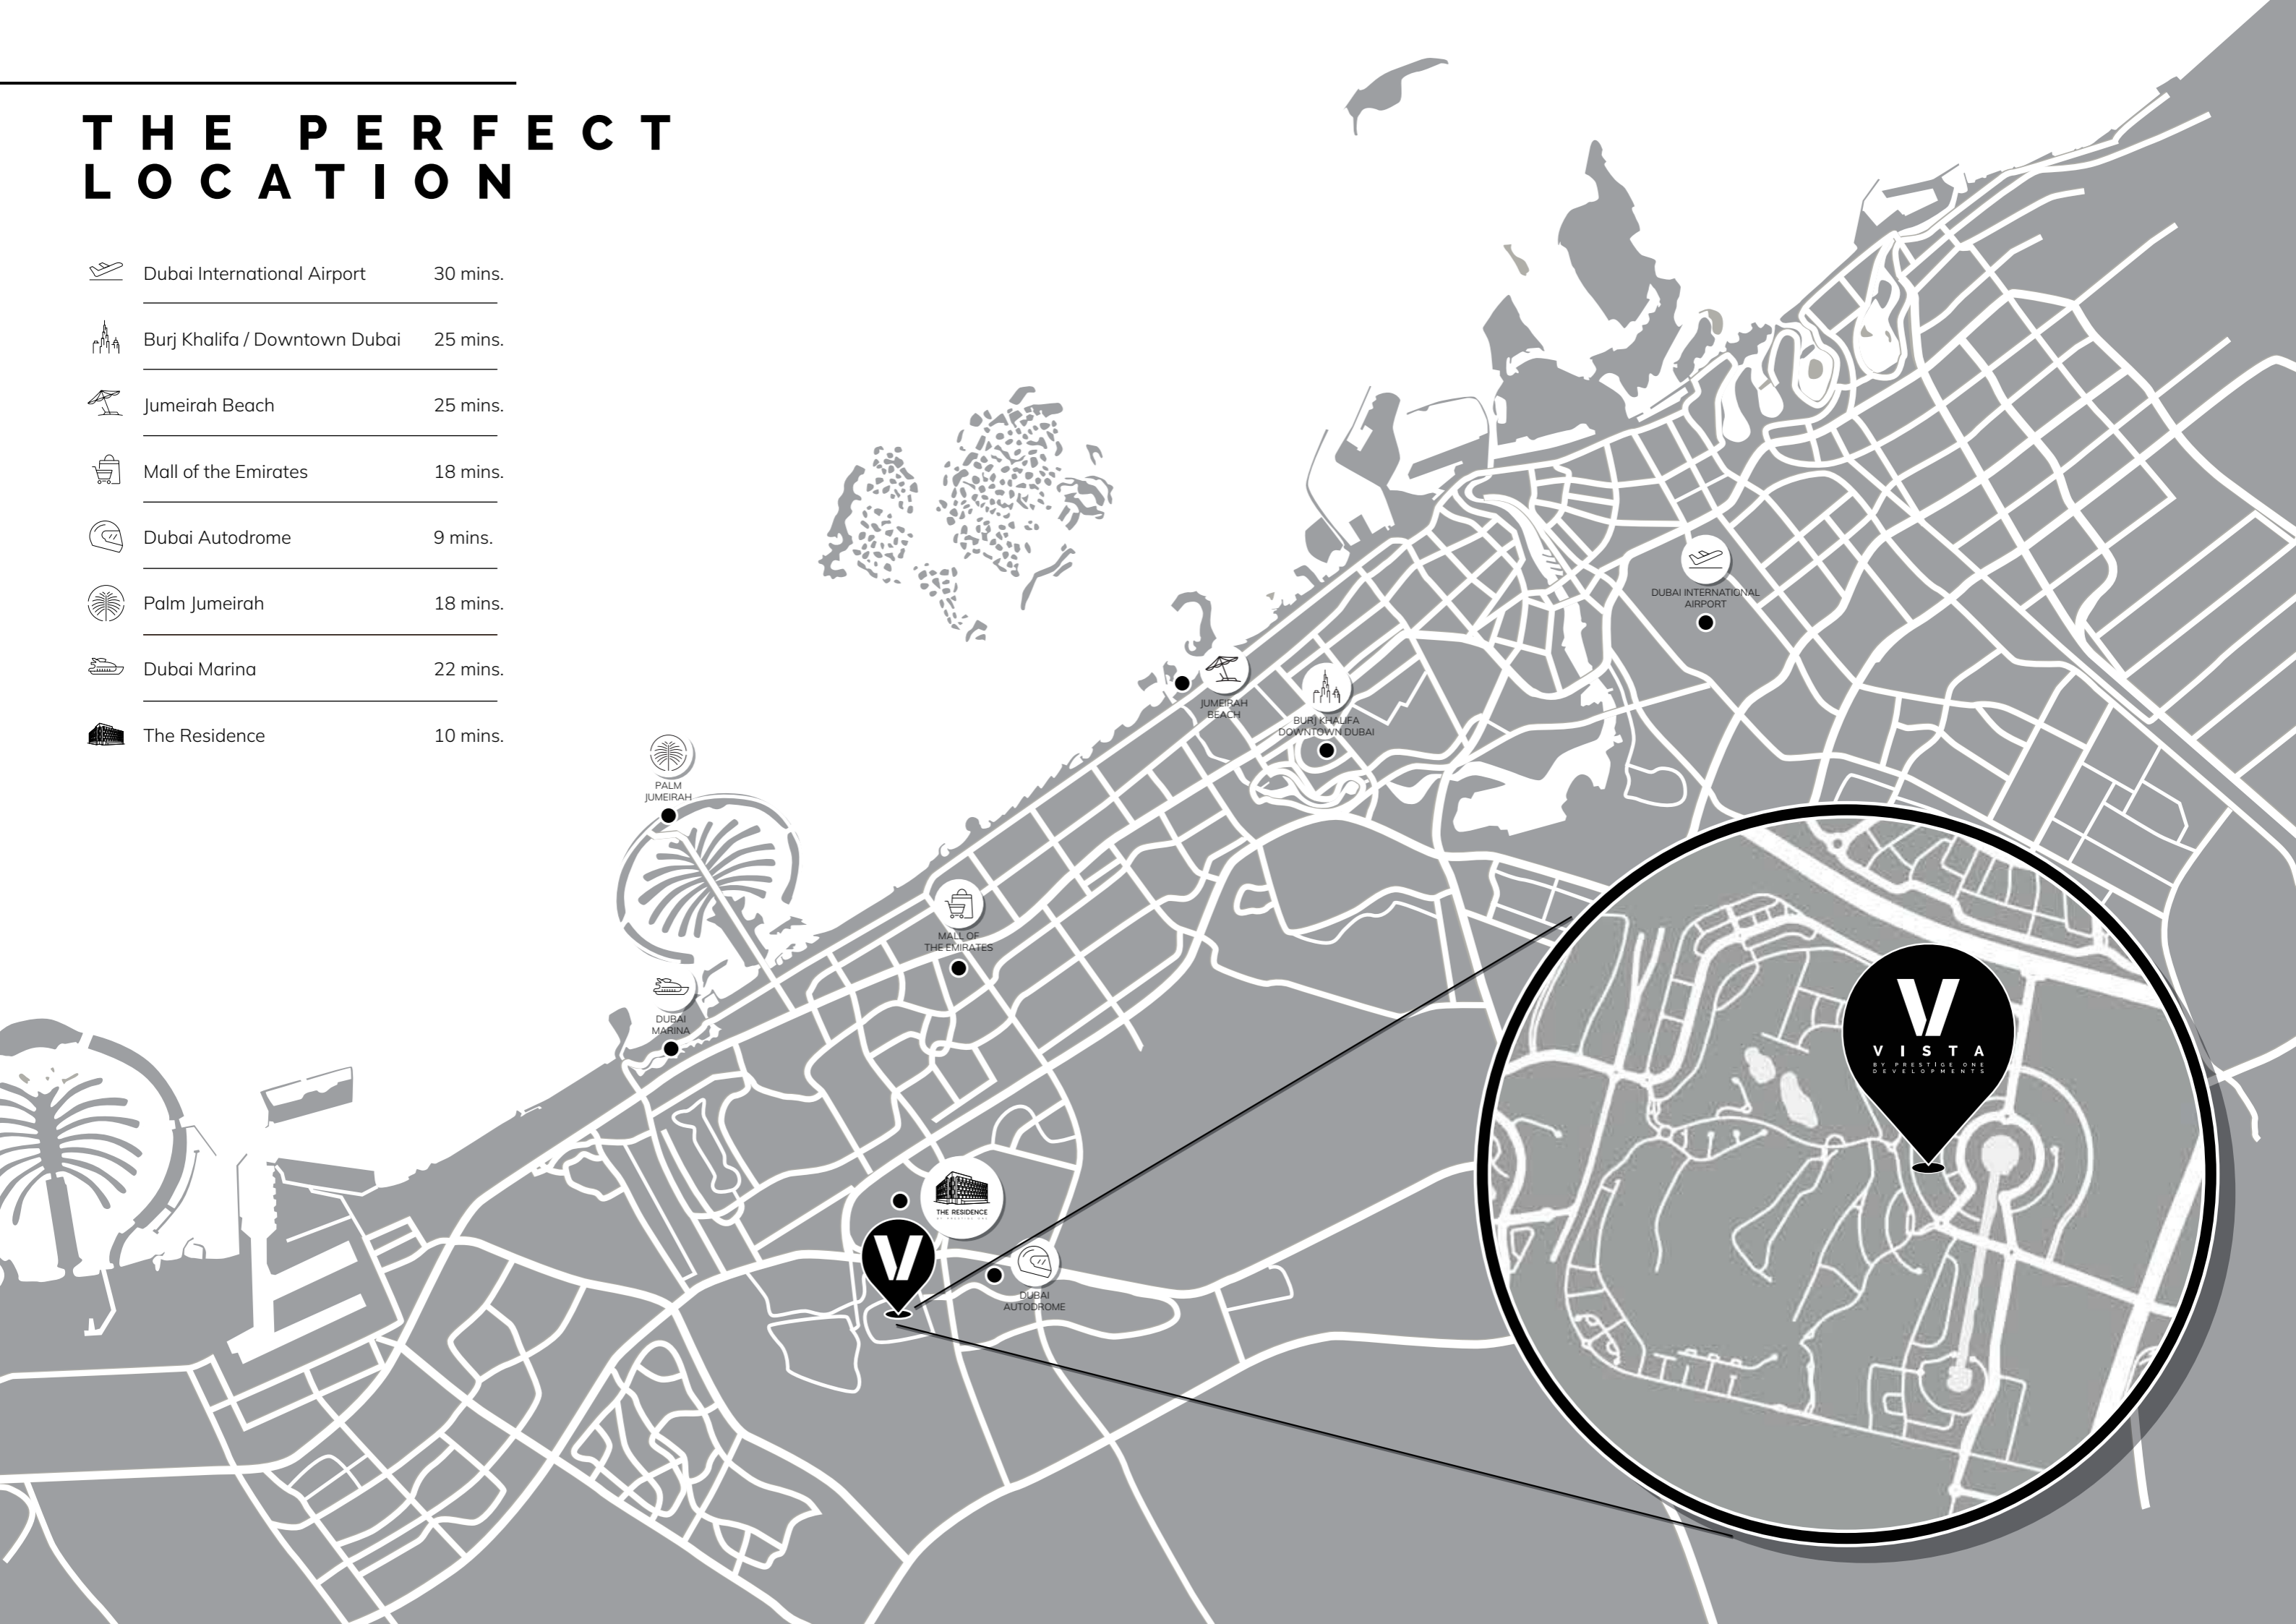 THE PERFECT
LOCATION
Dubai International Airport 30 mins.
Burj Khalifa / Downtown Dubai 25 mins.
Jumeirah Beach 25 mins.
Mall of the Emirates 18 mins.
Dubai Autodrome 9 mins.
Palm Jumeirah 18 mins.
Dubai Marina 22 mins.
The Residence 10 mins.
DUBAI INTERNATIONAL
AIRPORT
JUMEIRAH
BEACH
BURJ KHALIFA
DOWNTOWN DUBAI
PALM
JUMEIRAH
MALL OF
THE EMIRATES
DUBAI
MARINA
THE RESIDENCE
BY PRESTIGE ONE
V
DUBAI
AUTODROME
V
VISTA
BY PRESTIGE ONE
DEVELOPMENTS